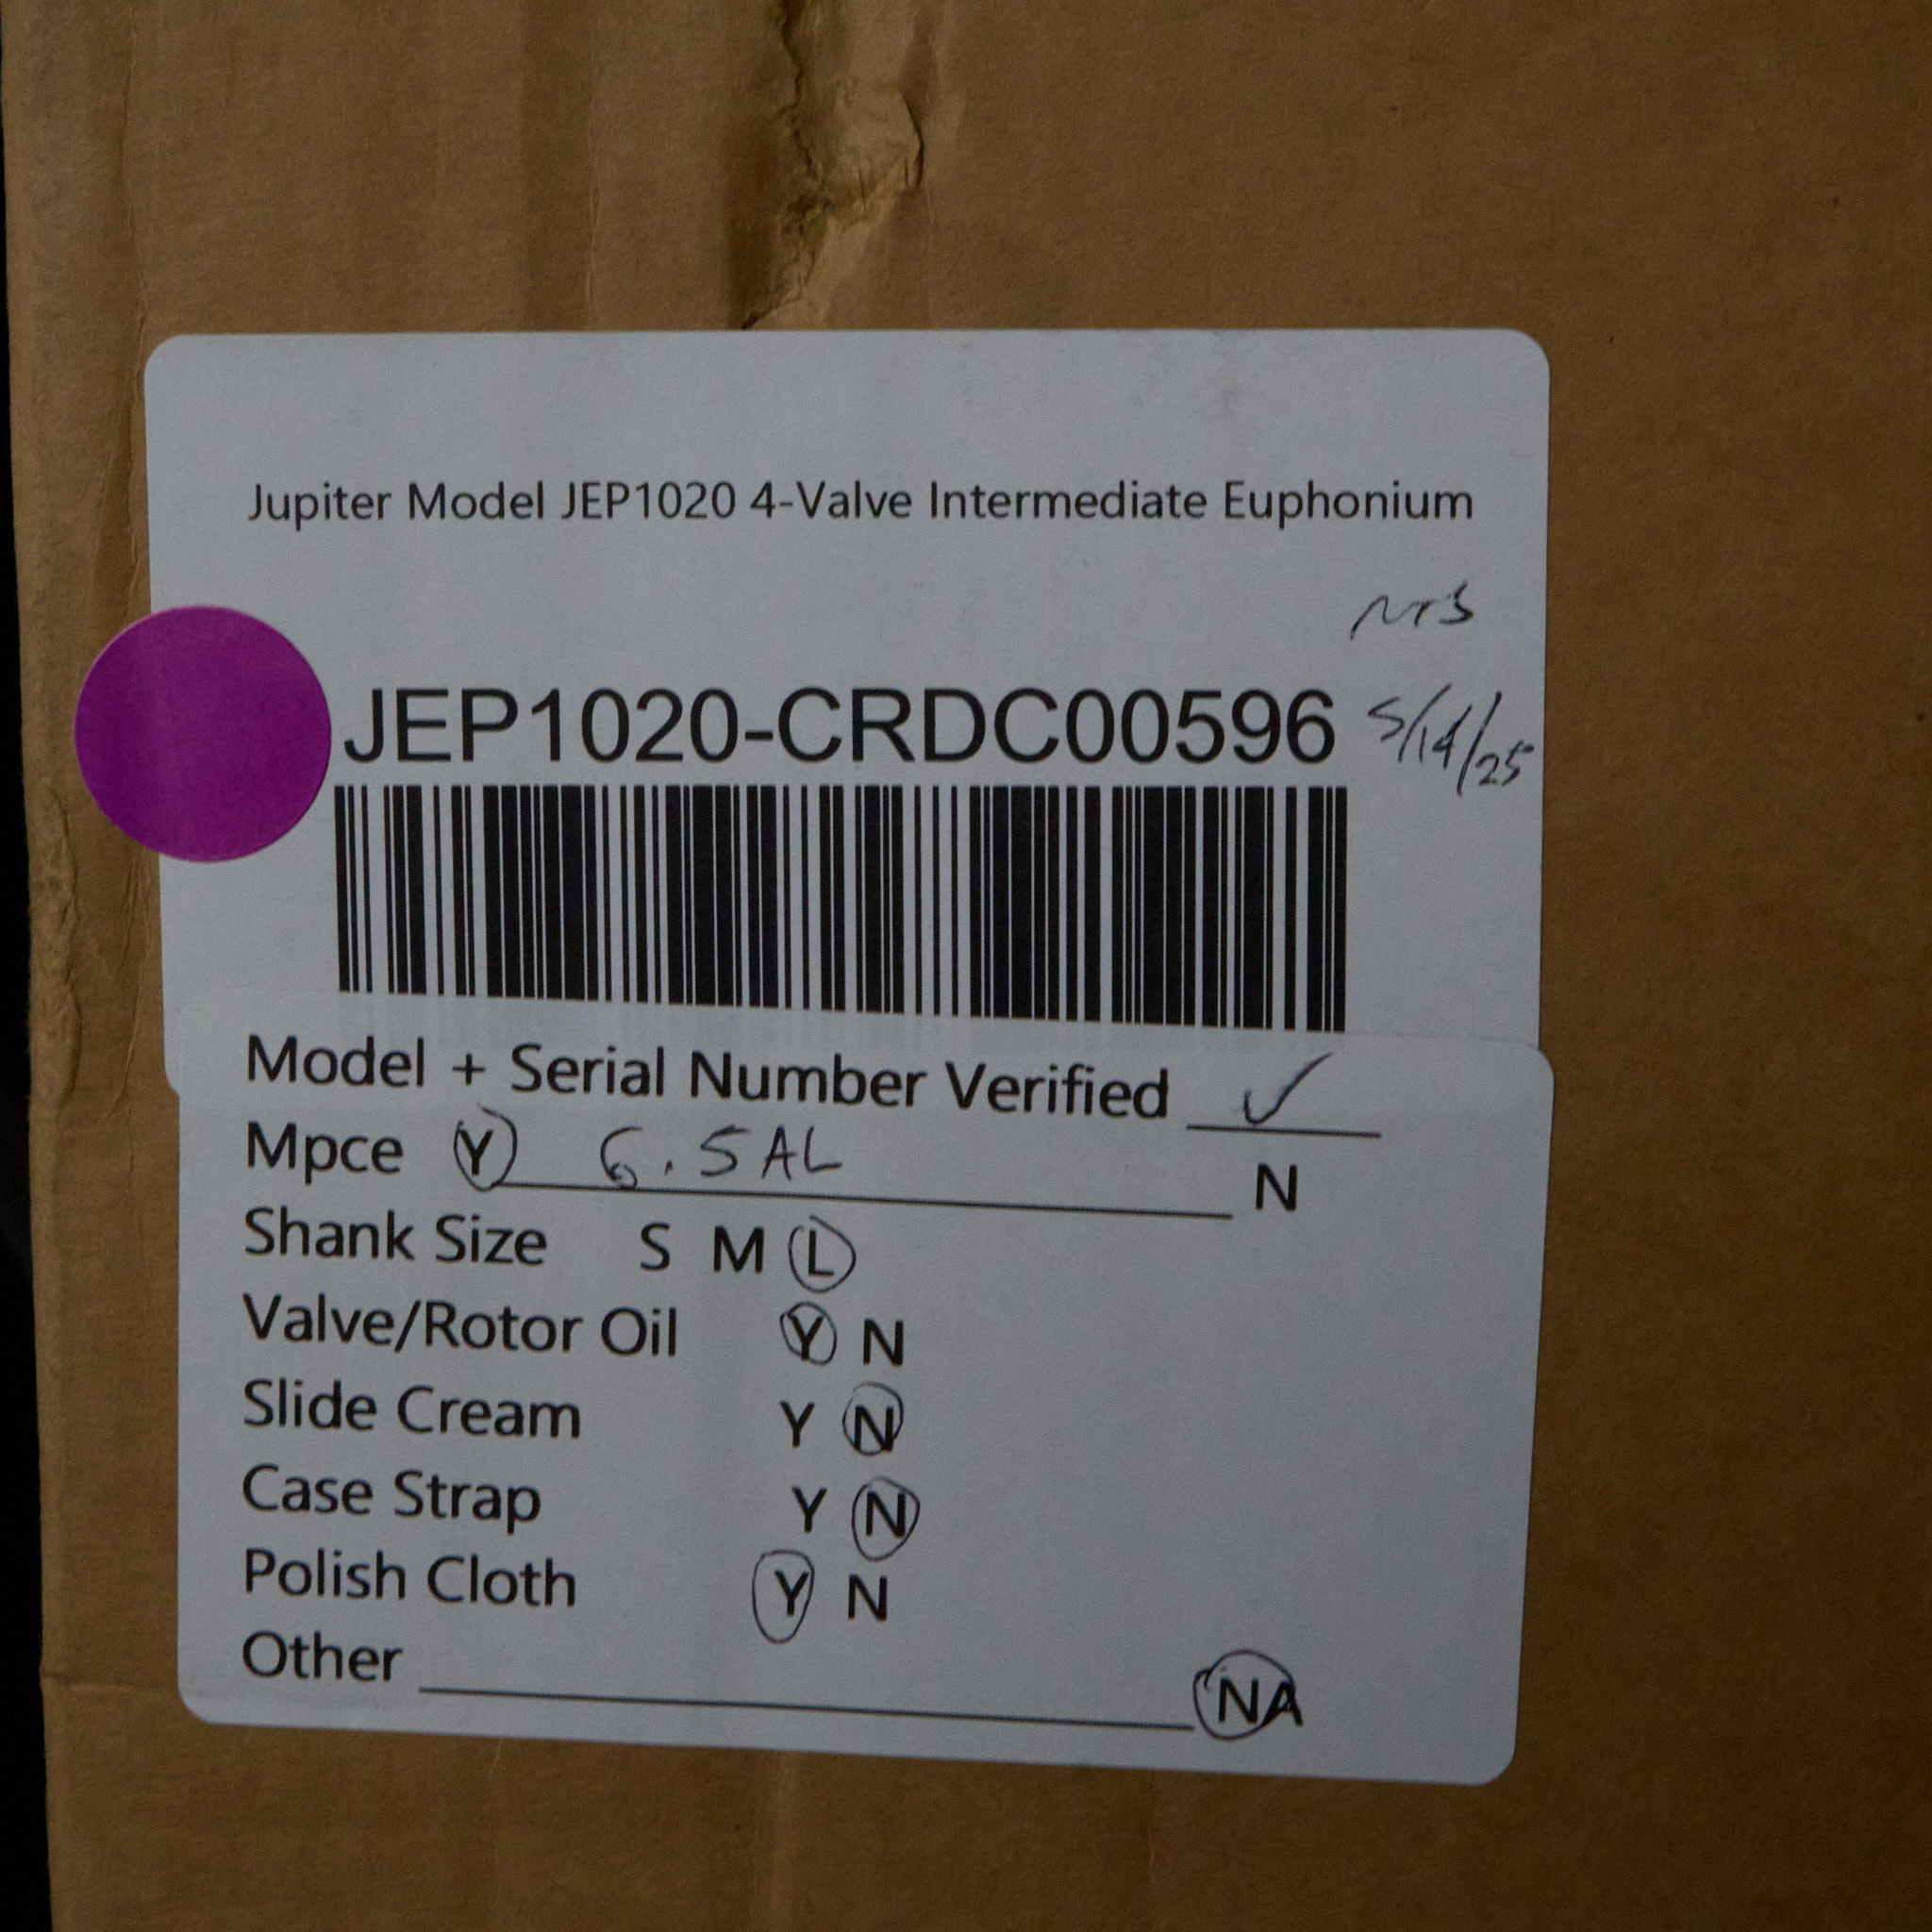 Jupiter Model JEP1020 4-Valve Intermediate Euphonium
JEP1020-CRDC00596 5/14/25
Model + Serial Number Verified ✓
Mpce Y 6.5AL N
Shank Size S M L
Valve/Rotor Oil Y N
Slide Cream Y N
Case Strap Y N
Polish Cloth Y N
Other NA